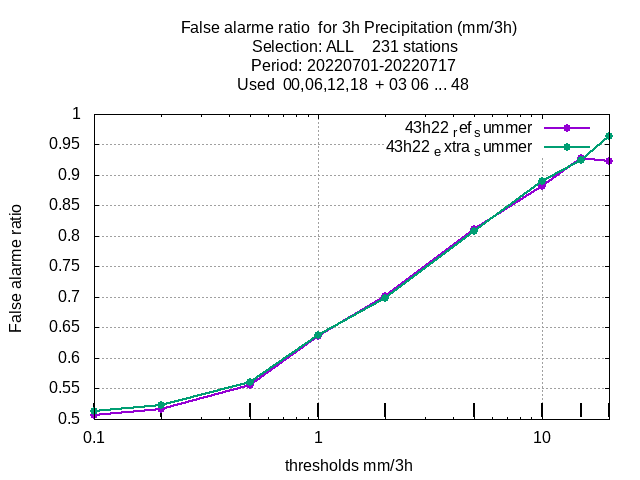 False alarme ratio  for 3h Precipitation (mm/3h)
Selection: ALL    231 stations
Period: 20220701-20220717
Used  00,06,12,18  + 03 06 ... 48
43h22 ref summer
43h22 extra summer
1
0.95
0.9
0.85
0.8
0.75
0.7
0.65
0.6
0.55
0.5
False alarme ratio
0.1
1
10
thresholds mm/3h